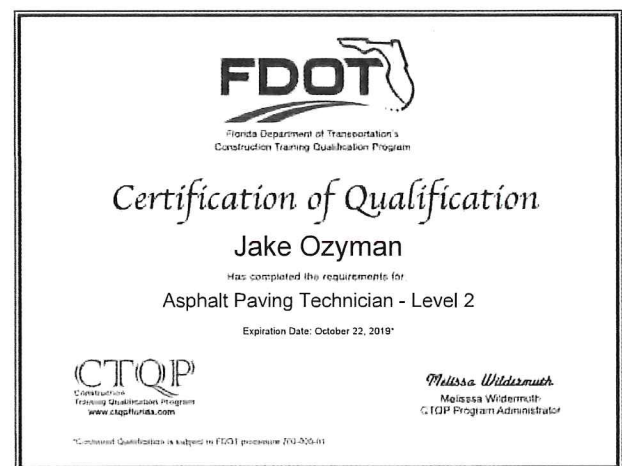 FDOT
Florida Department of Transportation's
Construction Training Qualification Program
Certification of Qualification
Jake Ozyman
Has completed the requirements for
Asphalt Paving Technician - Level 2
Expiration Date: October 22, 2019*
CTQP
Construction
Training Qualification Program
www.ctqpflorida.com
Melissa Wildermuth
Melisssa Wildermuth
CTQP Program Administrator
*Continued Qualification is subject to FDOT procedure